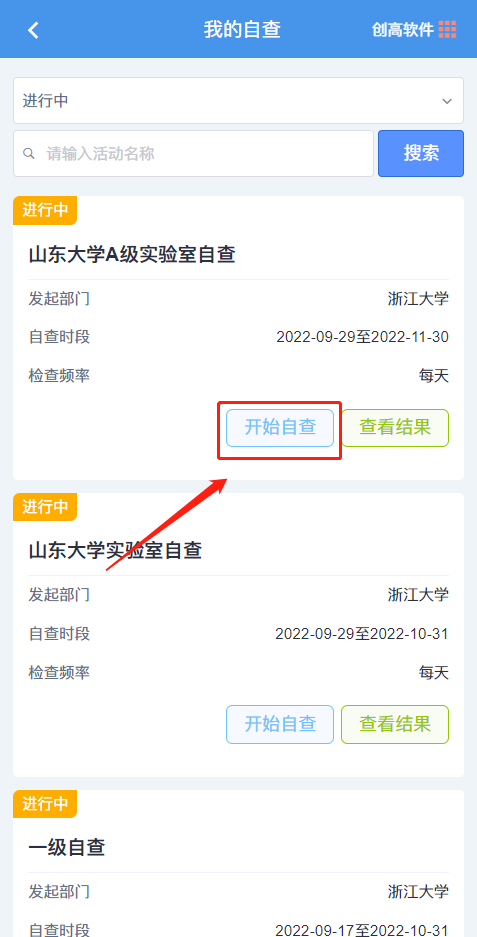 我的自查 创高软件
进行中
请输入活动名称 搜索
进行中
山东大学A级实验室自查
发起部门 浙江大学
自查时段 2022-09-29至2022-11-30
检查频率 每天
开始自查 查看结果
进行中
山东大学实验室自查
发起部门 浙江大学
自查时段 2022-09-29至2022-10-31
检查频率 每天
开始自查 查看结果
进行中
一级自查
发起部门 浙江大学
自查时段 2022-09-17至2022-10-31